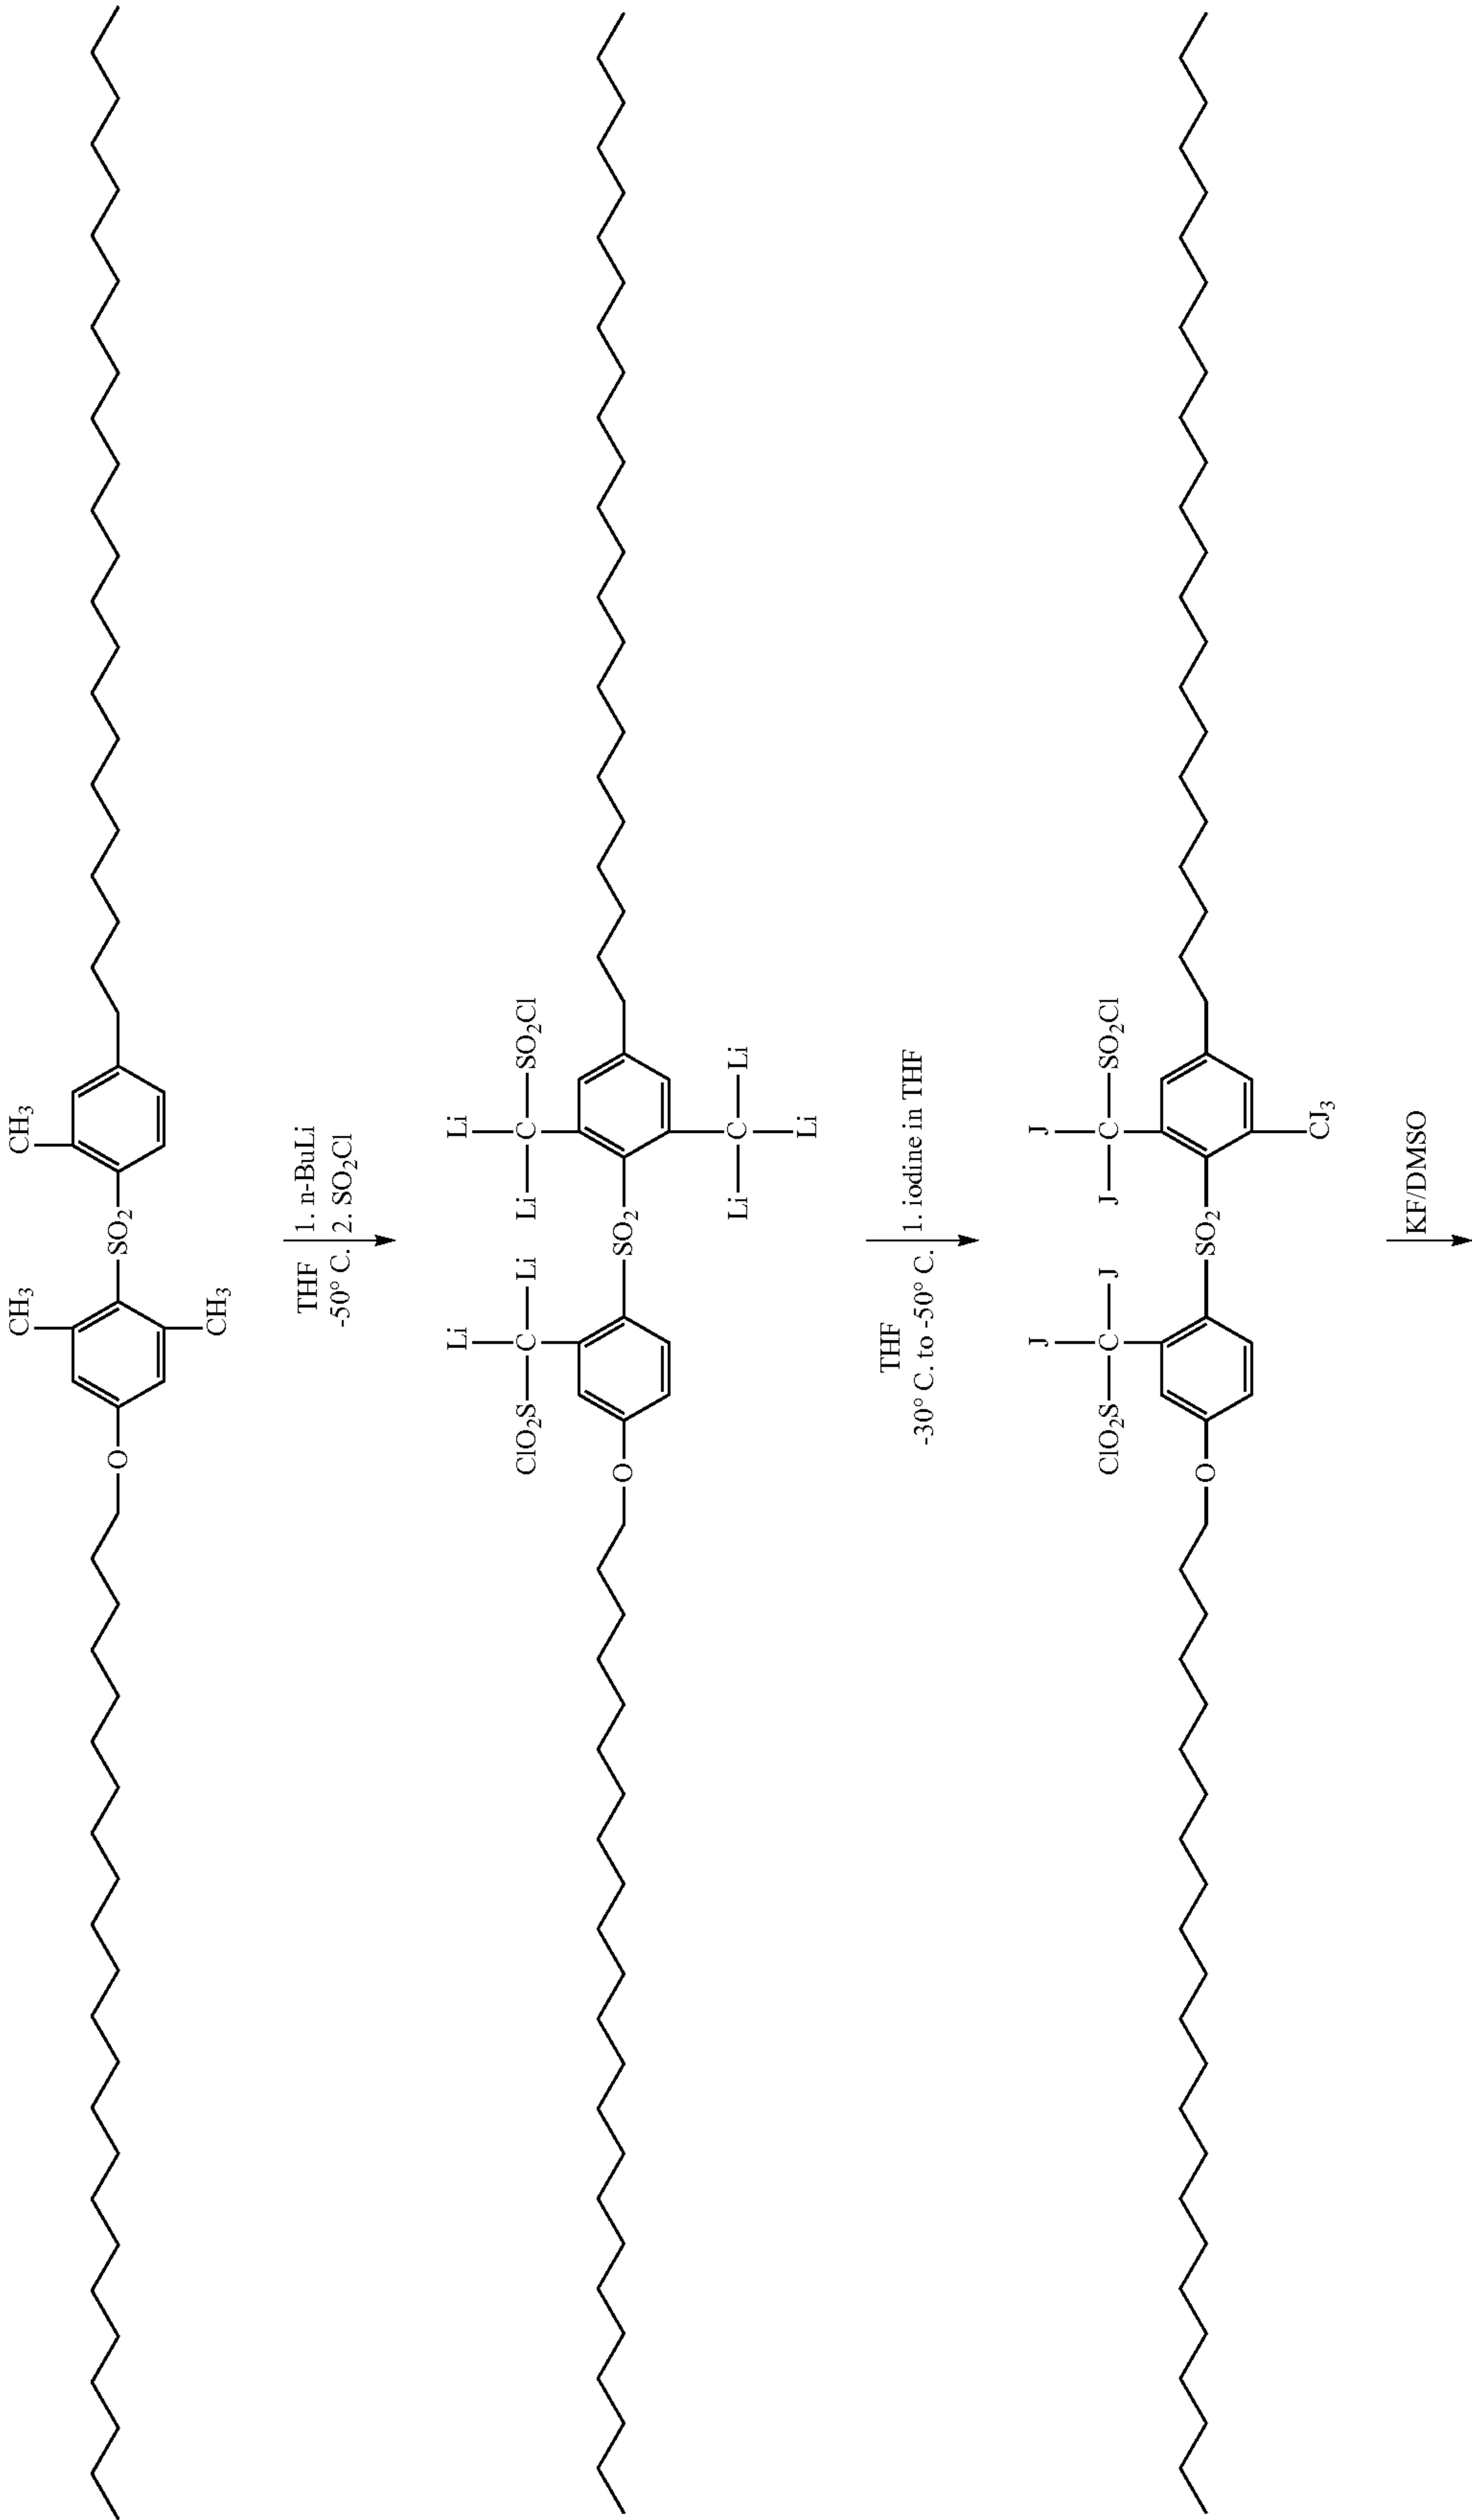 CH₃ CH₃
O SO₂
CH₃
THF
-50° C.
1. n-BuLi
2. SO₂Cl
Li Li
ClO₂S C Li Li C SO₂Cl
O SO₂
Li C Li
Li
THF
-30° C. to -50° C.
1. iodine in THF
J J
ClO₂S C J J C SO₂Cl
O SO₂
CJ₃
KF/DMSO